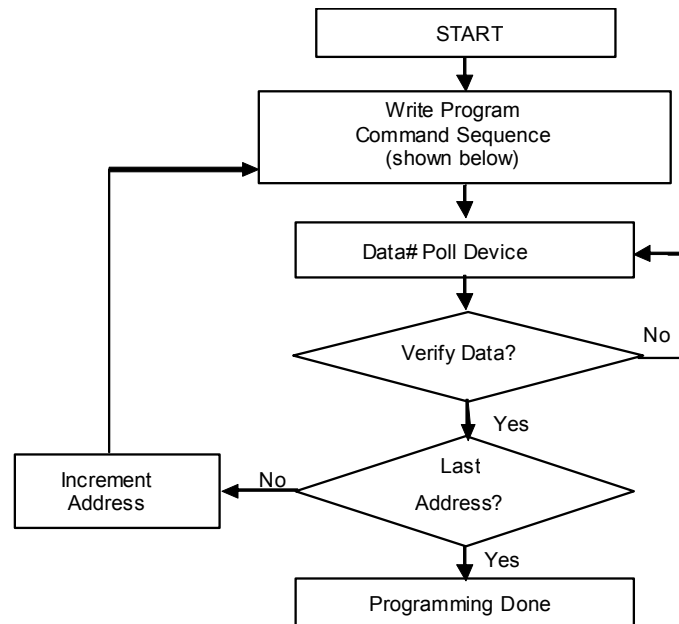 START
Write Program
Command Sequence
(shown below)
Data# Poll Device
Verify Data?
No
Yes
Last
Address?
No
Increment
Address
Yes
Programming Done